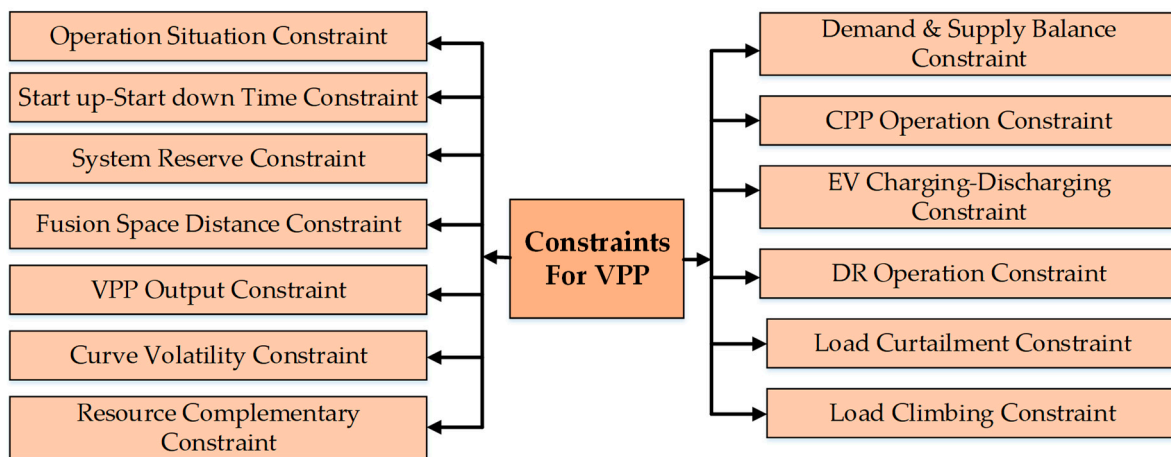 Operation Situation Constraint
Start up-Start down Time Constraint
System Reserve Constraint
Fusion Space Distance Constraint
VPP Output Constraint
Curve Volatility Constraint
Resource Complementary
Constraint
Constraints
For VPP
Demand & Supply Balance
Constraint
CPP Operation Constraint
EV Charging-Discharging
Constraint
DR Operation Constraint
Load Curtailment Constraint
Load Climbing Constraint